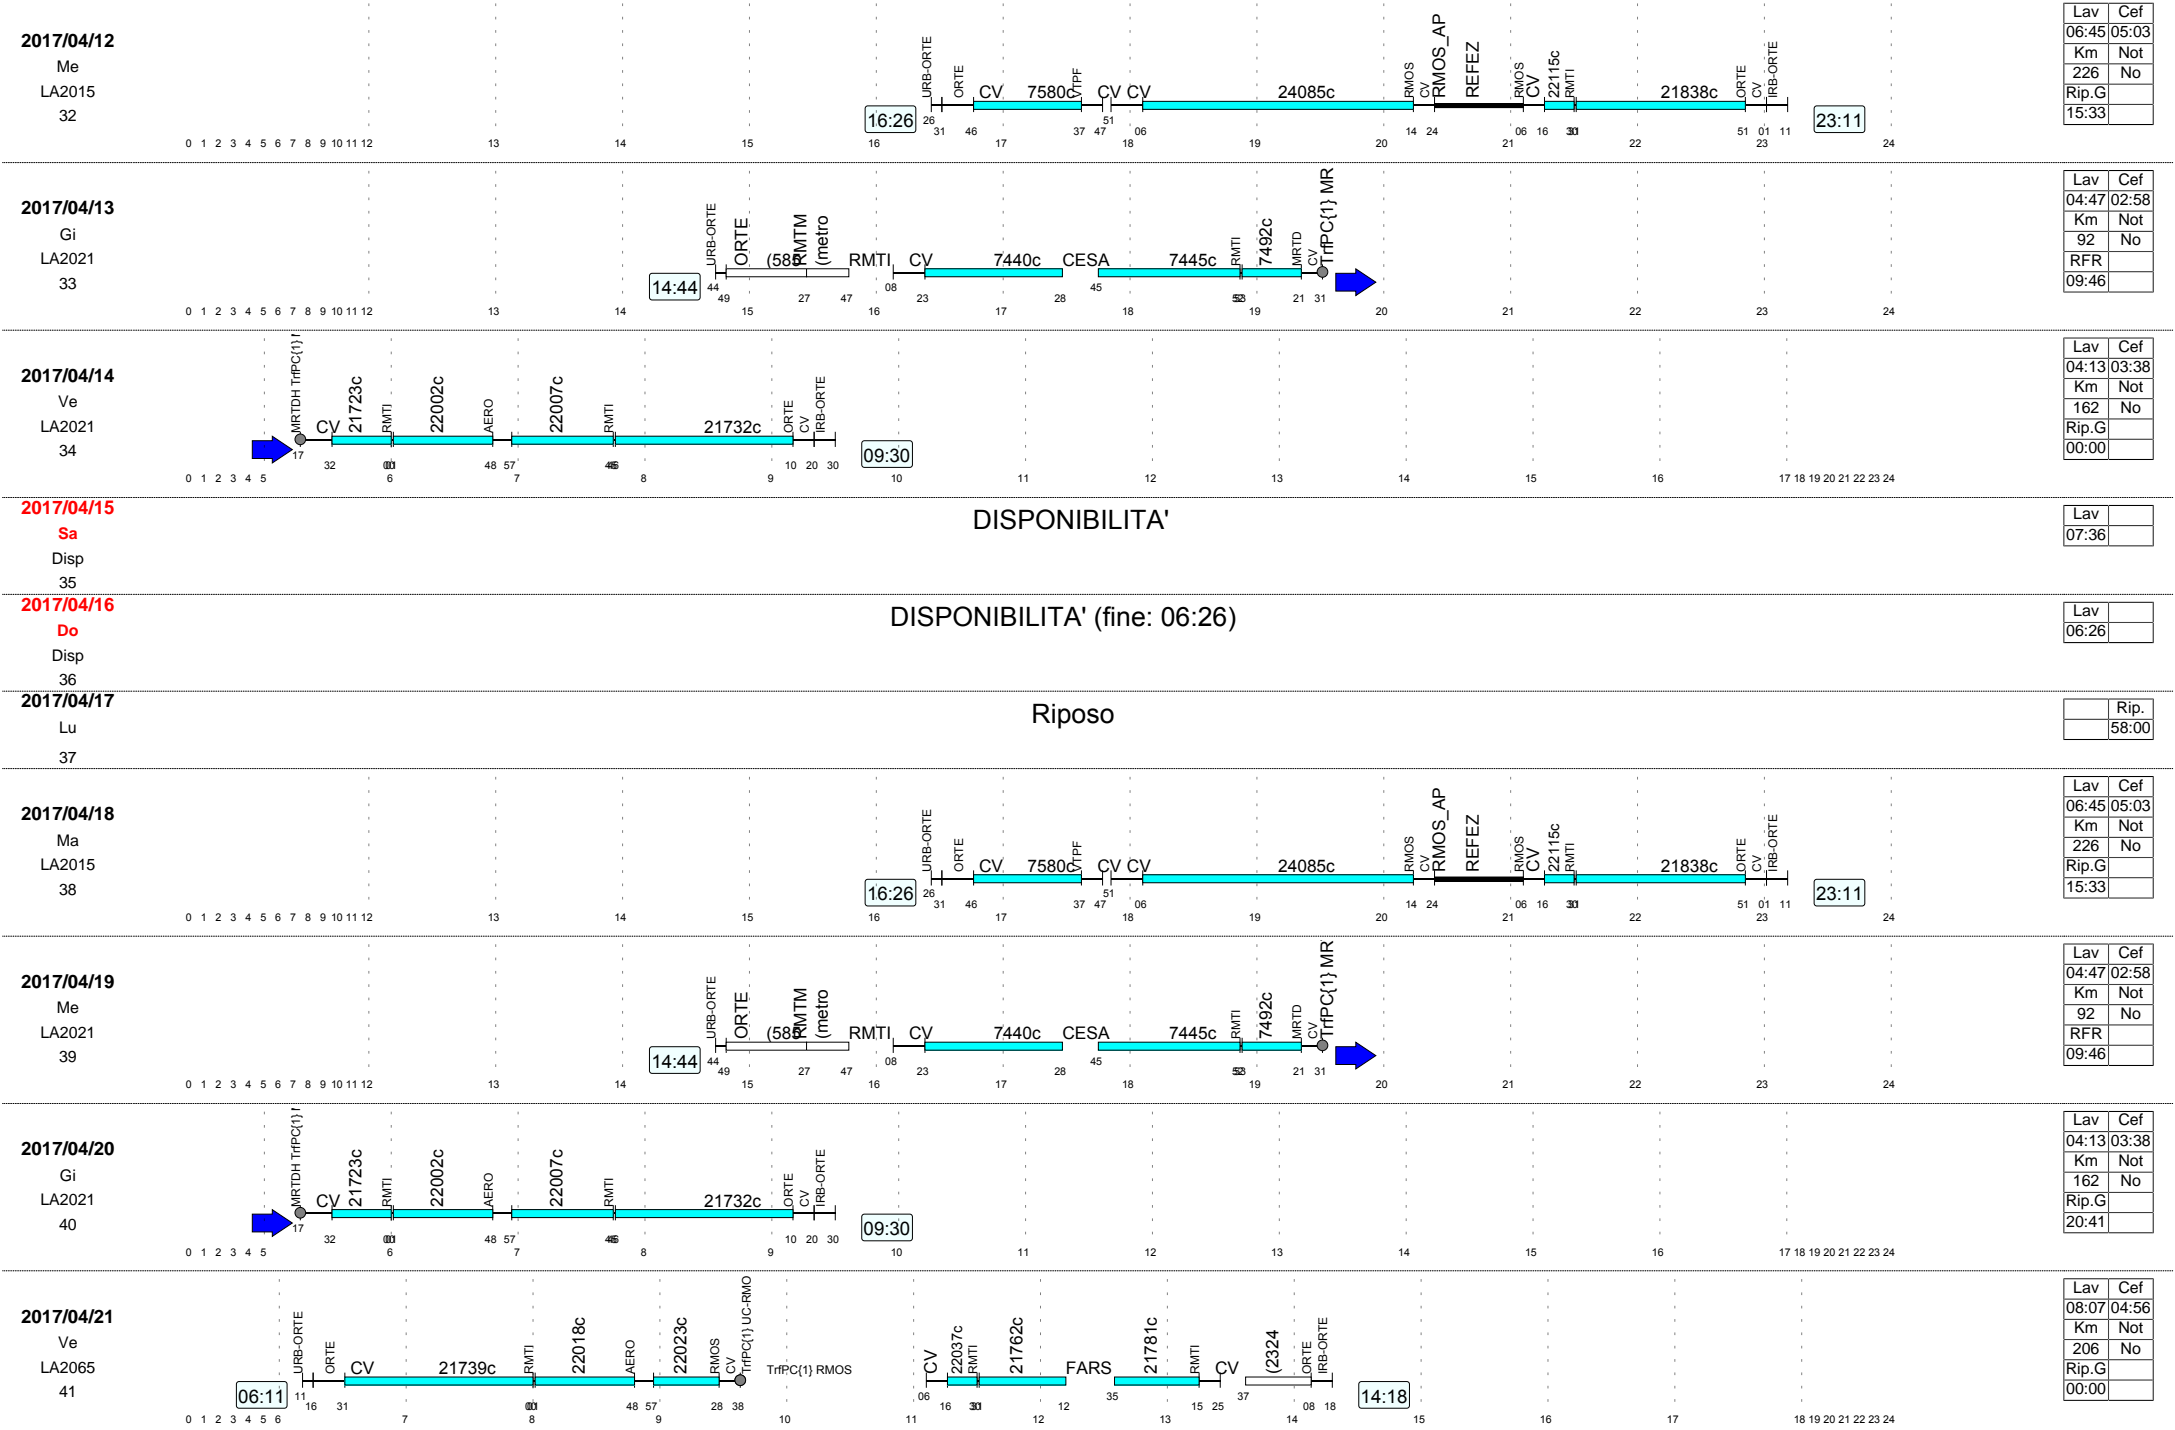 2017/04/12
Me
LA2015
32
16:26
URB-ORTE ORTE CV 7580c VTPF CV CV 24085c RMOS CV RMOS_AP REFEZ RMOS CV 22115c RMTI 21838c ORTE CV IRB-ORTE
26 31 46 37 47 51 06 14 24 06 16 30 51 01 11
23:11
0 1 2 3 4 5 6 7 8 9 10 11 12 13 14 15 16 17 18 19 20 21 22 23 24
Lav Cef
06:45 05:03
Km Not
226 No
Rip.G
15:33
2017/04/13
Gi
LA2021
33
14:44
URB-ORTE ORTE (585 RMTM (metro RMTI CV 7440c CESA 7445c RMTI 7492c MRTD CV TrfPC{1} MR
44 49 27 47 08 23 28 45 53 21 31
0 1 2 3 4 5 6 7 8 9 10 11 12 13 14 15 16 17 18 19 20 21 22 23 24
Lav Cef
04:47 02:58
Km Not
92 No
RFR
09:46
2017/04/14
Ve
LA2021
34
MRTDH TrfPC{1} CV 21723c RMTI 22002c AERO 22007c RMTI 21732c ORTE CV IRB-ORTE
17 32 00 01 48 57 46 10 20 30
09:30
0 1 2 3 4 5 6 7 8 9 10 11 12 13 14 15 16 17 18 19 20 21 22 23 24
Lav Cef
04:13 03:38
Km Not
162 No
Rip.G
00:00
2017/04/15
Sa
Disp
35
DISPONIBILITA'
Lav
07:36
2017/04/16
Do
Disp
36
DISPONIBILITA' (fine: 06:26)
Lav
06:26
2017/04/17
Lu
37
Riposo
Rip.
58:00
2017/04/18
Ma
LA2015
38
16:26
URB-ORTE ORTE CV 7580c VTPF CV CV 24085c RMOS CV RMOS_AP REFEZ RMOS CV 22115c RMTI 21838c ORTE CV IRB-ORTE
26 31 46 37 47 51 06 14 24 06 16 30 51 01 11
23:11
0 1 2 3 4 5 6 7 8 9 10 11 12 13 14 15 16 17 18 19 20 21 22 23 24
Lav Cef
06:45 05:03
Km Not
226 No
Rip.G
15:33
2017/04/19
Me
LA2021
39
14:44
URB-ORTE ORTE (585 RMTM (metro RMTI CV 7440c CESA 7445c RMTI 7492c MRTD CV TrfPC{1} MR
44 49 27 47 08 23 28 45 53 21 31
0 1 2 3 4 5 6 7 8 9 10 11 12 13 14 15 16 17 18 19 20 21 22 23 24
Lav Cef
04:47 02:58
Km Not
92 No
RFR
09:46
2017/04/20
Gi
LA2021
40
MRTDH TrfPC{1} CV 21723c RMTI 22002c AERO 22007c RMTI 21732c ORTE CV IRB-ORTE
17 32 00 01 48 57 46 10 20 30
09:30
0 1 2 3 4 5 6 7 8 9 10 11 12 13 14 15 16 17 18 19 20 21 22 23 24
Lav Cef
04:13 03:38
Km Not
162 No
Rip.G
20:41
2017/04/21
Ve
LA2065
41
06:11
URB-ORTE ORTE CV 21739c RMTI 22018c AERO 22023c RMOS CV TrfPC{1} UC-RMO TrfPC{1} RMOS CV 22037c RMTI 21762c FARS 21781c RMTI CV (2324 ORTE IRB-ORTE
11 16 31 00 01 48 57 28 38 06 16 30 12 35 15 25 37 08 18
14:18
0 1 2 3 4 5 6 7 8 9 10 11 12 13 14 15 16 17 18 19 20 21 22 23 24
Lav Cef
08:07 04:56
Km Not
206 No
Rip.G
00:00